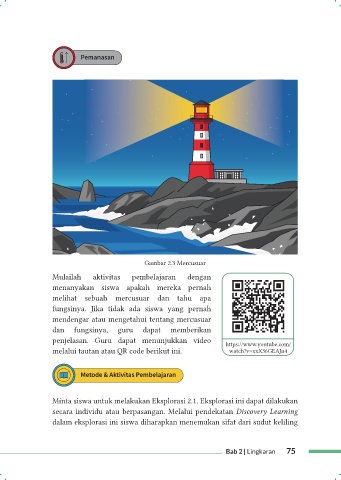 Pemanasan
Gambar 2.3 Mercusuar
Mulailah aktivitas pembelajaran dengan
menanyakan siswa apakah mereka pernah
melihat sebuah mercusuar dan tahu apa
fungsinya. Jika tidak ada siswa yang pernah
mendengar atau mengetahui tentang mercusuar
dan fungsinya, guru dapat memberikan
penjelasan. Guru dapat menunjukkan video
melalui tautan atau QR code berikut ini.
https://www.youtube.com/
Metode & Aktivitas Pembelajaran
Minta siswa untuk melakukan Eksplorasi 2.1. Eksplorasi ini dapat dilakukan
secara individu atau berpasangan. Melalui pendekatan Discovery Learning
dalam eksplorasi ini siswa diharapkan menemukan sifat dari sudut keliling
Bab 2 | Lingkaran 75